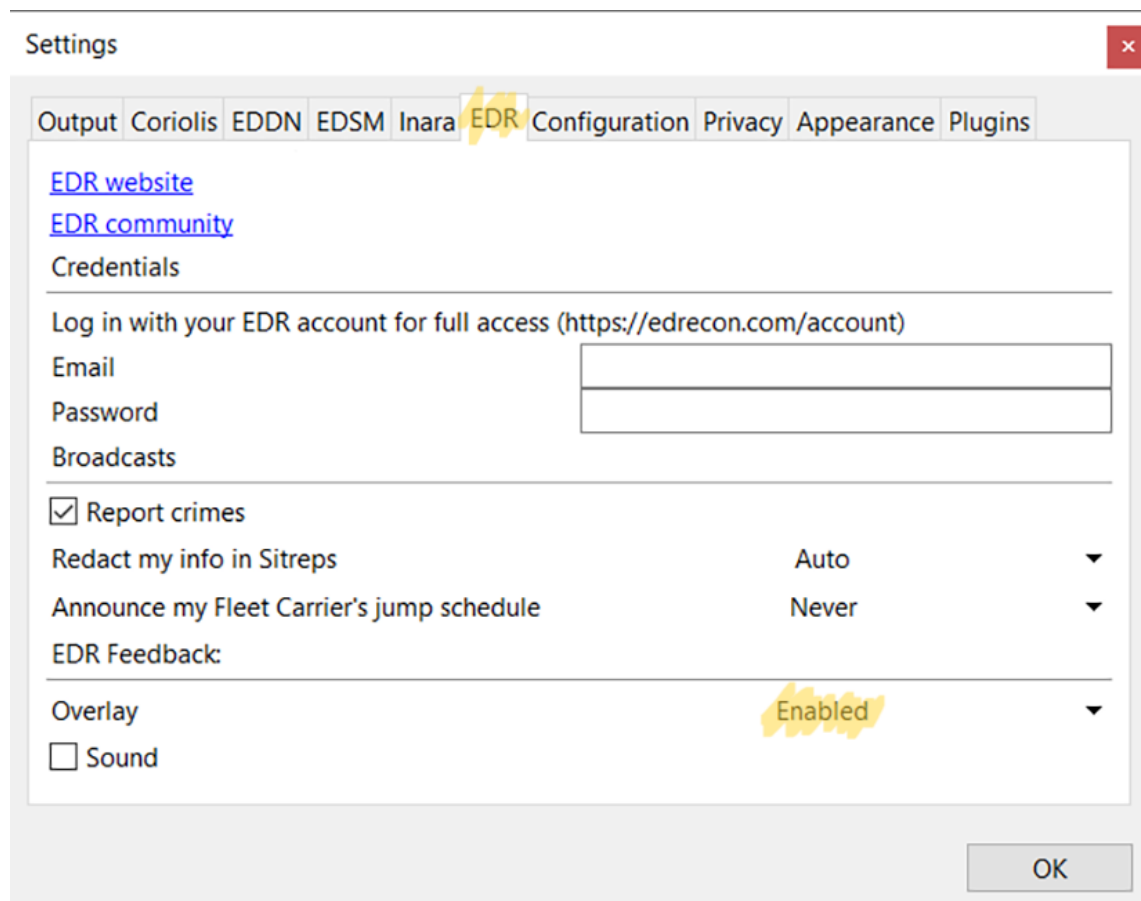 Settings
Output Coriolis EDDN EDSM Inara EDR Configuration Privacy Appearance Plugins
EDR website
EDR community
Credentials
Log in with your EDR account for full access (https://edrecon.com/account)
Email
Password
Broadcasts
Report crimes
Redact my info in Sitreps Auto
Announce my Fleet Carrier's jump schedule Never
EDR Feedback:
Overlay Enabled
Sound
OK